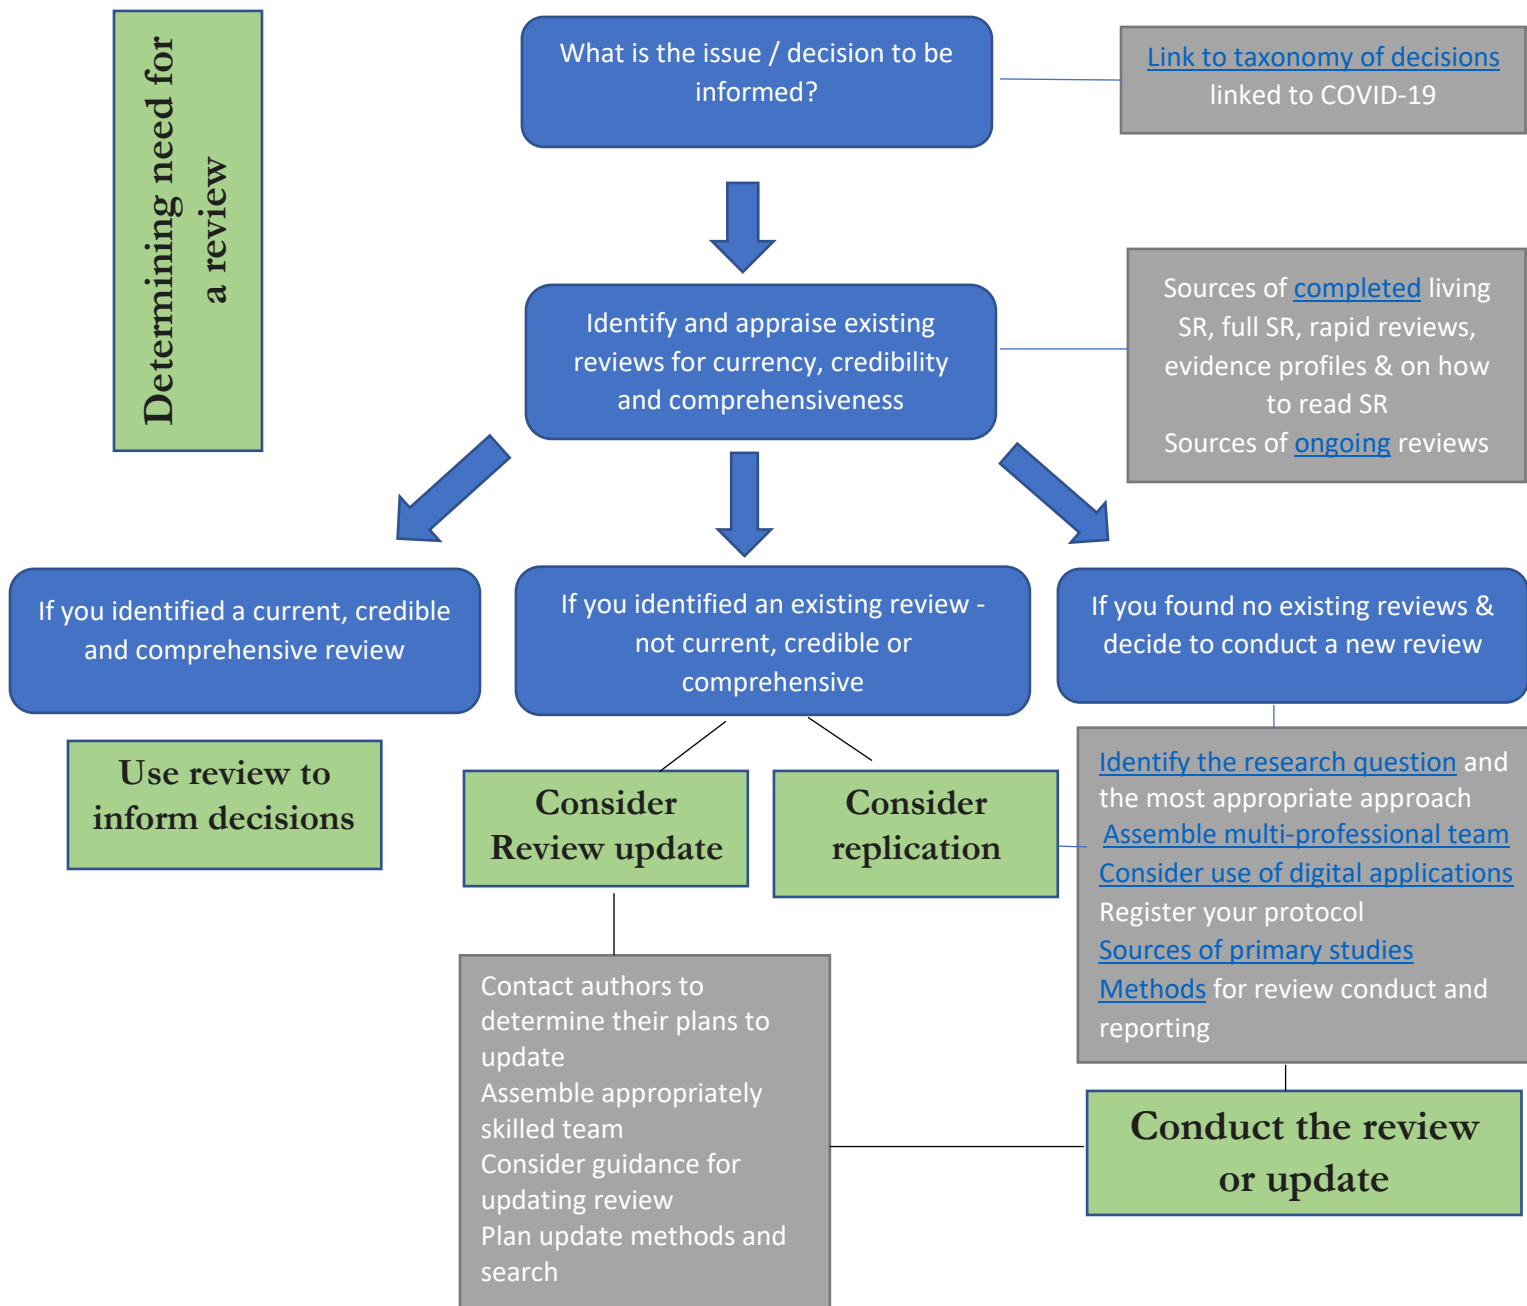 Determining need for
a review
What is the issue / decision to be
informed?
Link to taxonomy of decisions
linked to COVID-19
Identify and appraise existing
reviews for currency, credibility
and comprehensiveness
Sources of completed living
SR, full SR, rapid reviews,
evidence profiles & on how
to read SR
Sources of ongoing reviews
If you identified a current, credible
and comprehensive review
If you identified an existing review -
not current, credible or
comprehensive
If you found no existing reviews &
decide to conduct a new review
Use review to
inform decisions
Consider
Review update
Consider
replication
Identify the research question and
the most appropriate approach
Assemble multi-professional team
Consider use of digital applications
Register your protocol
Sources of primary studies
Methods for review conduct and
reporting
Contact authors to
determine their plans to
update
Assemble appropriately
skilled team
Consider guidance for
updating review
Plan update methods and
search
Conduct the review
or update